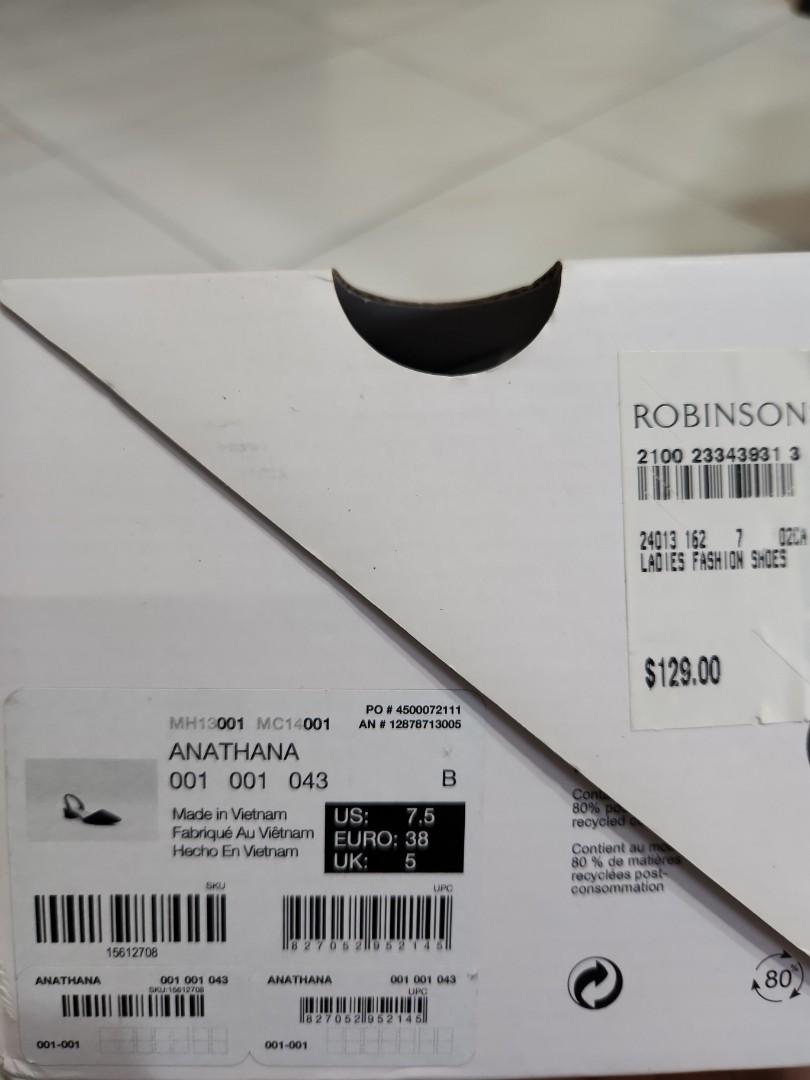 ROBINSON
2100 23343931 3
24013 162 7 02CA
LADIES FASHION SHOES
$129.00
PO # 4500072111
MH13001 MC14001
AN # 12878713005
ANATHANA
001 001 043
B
Made in Vietnam
Fabriqué Au Viêtnam
Hecho En Vietnam
US: 7.5
EURO: 38
UK: 5
SKU
15612708
UPC
827052952145
ANATHANA 001 001 043
SKU:15612708
001-001
ANATHANA 001 001 043
UPC
827052952145
001-001
80%
recycled
Contient au
80 % de matières
recyclées post-
consommation
80%